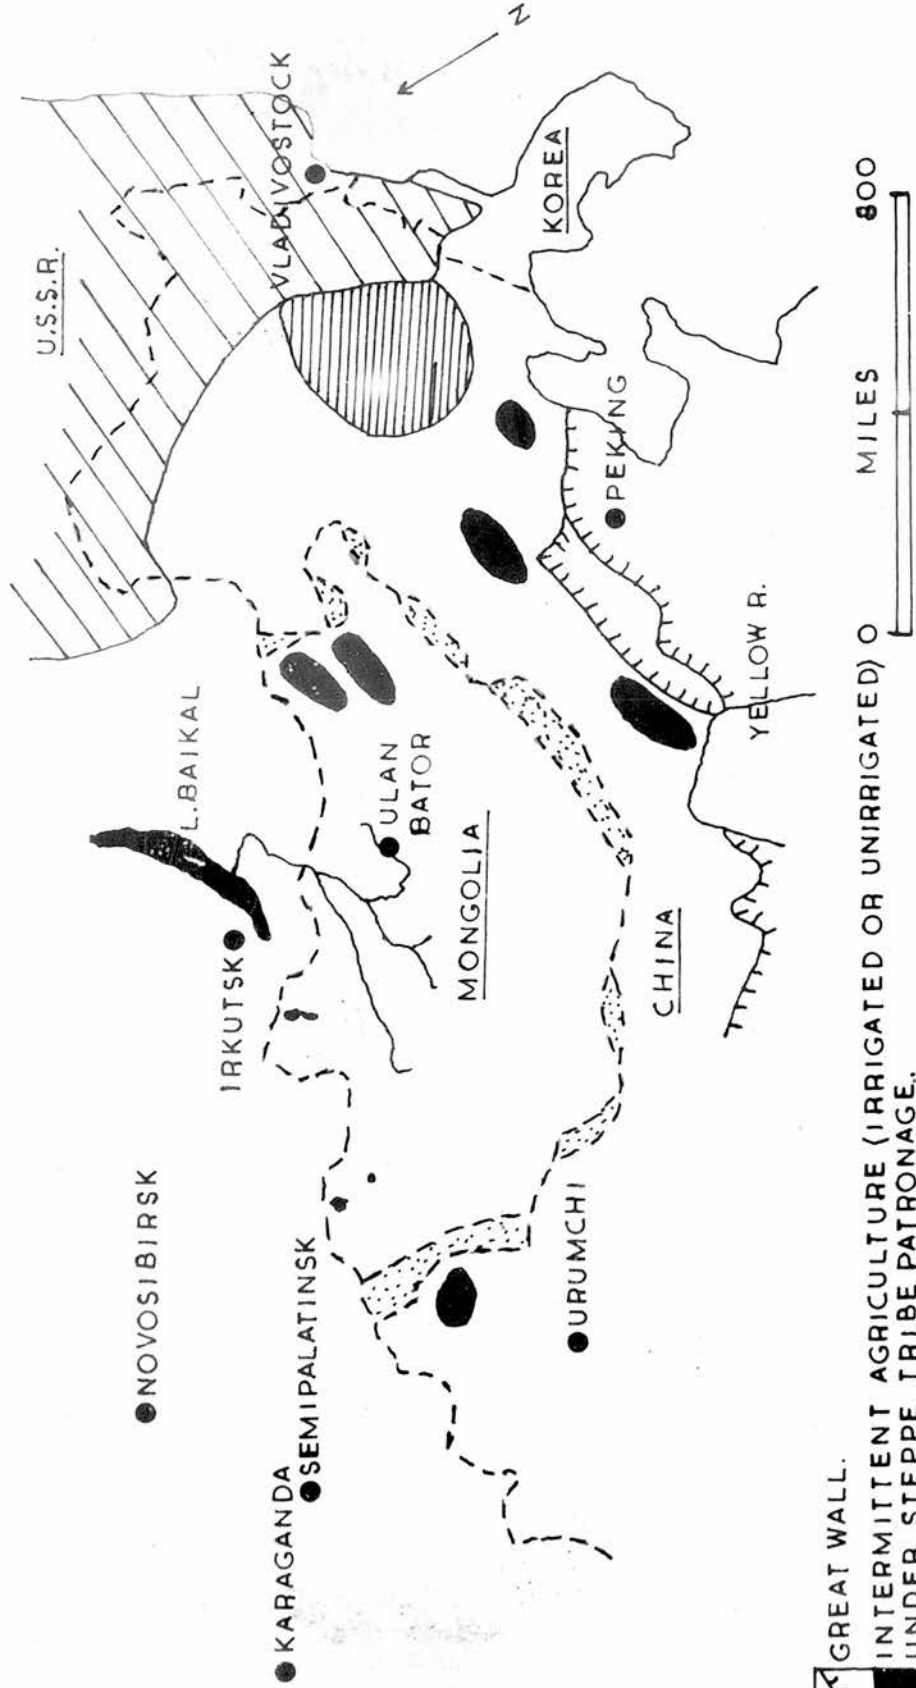 N
U.S.S.R.
VLADIVOSTOCK
KOREA
L. BAIKAL
IRKUTSK
ULAN
BATOR
MONGOLIA
PEKING
YELLOW R.
CHINA
NOVOSIBIRSK
SEMIPALATINSK
KARAGANDA
URUMCHI
0 MILES 800
GREAT WALL.
INTERMITTENT AGRICULTURE (IRRIGATED OR UNIRRIGATED)
UNDER STEPPE TRIBE PATRONAGE.